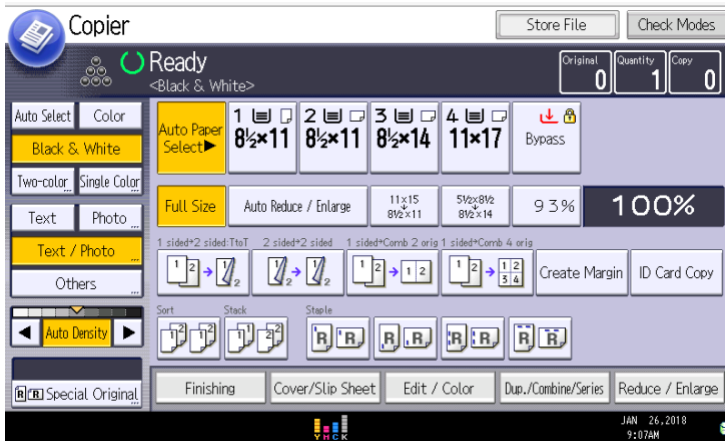 Copier
Store File
Check Modes
Ready
<Black & White>
Original 0
Quantity 1
Copy 0
Auto Select
Color
Black & White
Two-color
Single Color
Text
Photo
Text / Photo
Others
Auto Density
Special Original
Auto Paper
Select▶
1 8½×11
2 8½×11
3 8½×14
4 11×17
Bypass
Full Size
Auto Reduce / Enlarge
11×15
8½×11
5½×8½
8½×14
93%
100%
1 sided→2 sided:TtoT
2 sided→2 sided
1 sided→Comb 2 orig
1 sided→Comb 4 orig
Create Margin
ID Card Copy
Sort
Stack
Staple
Finishing
Cover/Slip Sheet
Edit / Color
Dup./Combine/Series
Reduce / Enlarge
Y M C K
JAN 26,2018
9:07AM